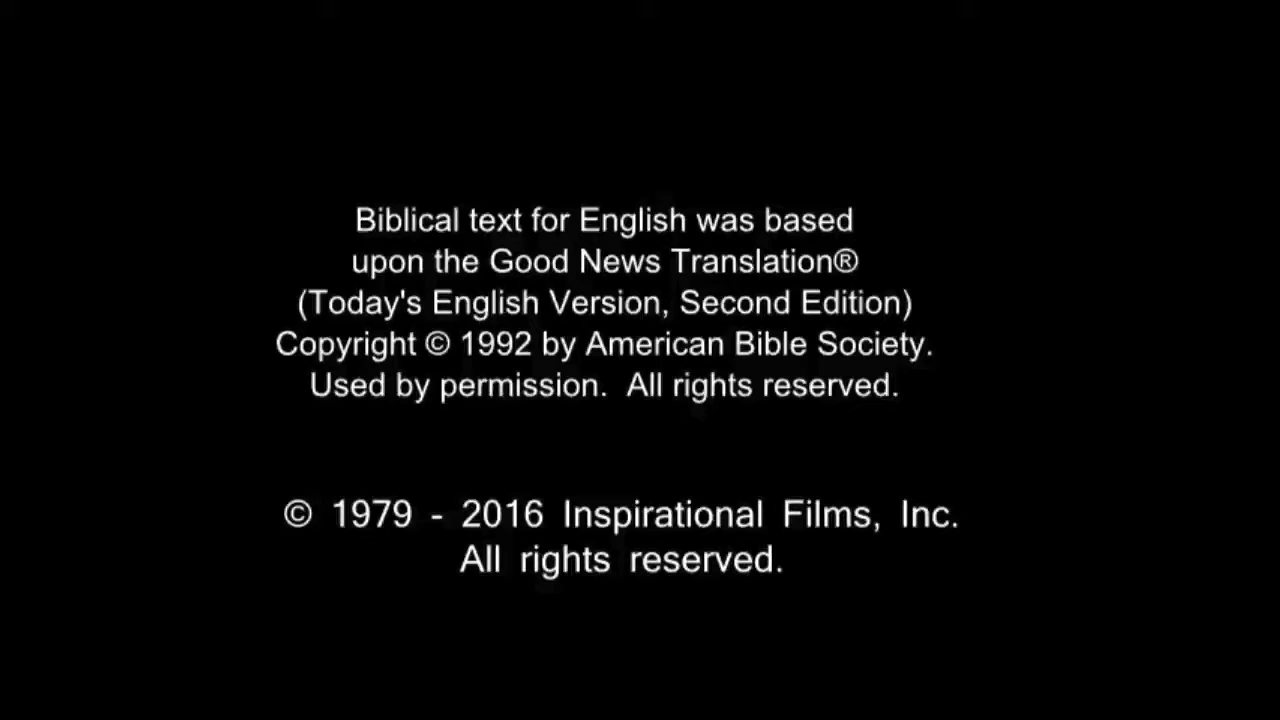 Biblical text for English was based
upon the Good News Translation®
(Today's English Version, Second Edition)
Copyright © 1992 by American Bible Society.
Used by permission.  All rights reserved.
© 1979 - 2016 Inspirational Films, Inc.
All rights reserved.